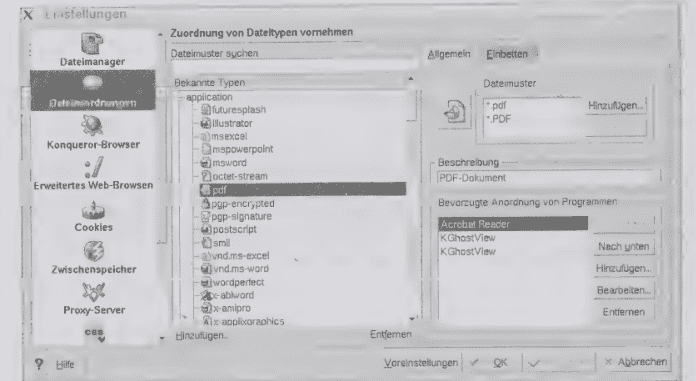 Einstellungen
Zuordnung von Dateitypen vornehmen
Dateimanager
Dateizuordnungen
Konqueror-Browser
Erweitertes Web-Browsen
Cookies
Zwischenspeicher
Proxy-Server
Dateimuster suchen
Bekannte Typen
application
futuresplash
illustrator
msexcel
mspowerpoint
msword
octet-stream
pdf
pgp-encrypted
pgp-signature
postscript
smil
vnd.ms-excel
vnd.ms-word
wordperfect
x-abiword
x-amipro
x-applixgraphics
Hinzufügen..
Entfernen
Allgemein
Einbetten
Dateimuster
*.pdf
*.PDF
Hinzufügen..
Beschreibung
PDF-Dokument
Bevorzugte Anordnung von Programmen
Acrobat Reader
KGhostView
KGhostView
Nach unten
Hinzufügen..
Bearbeiten..
Entfernen
? Hilfe
Voreinstellungen
OK
Abbrechen